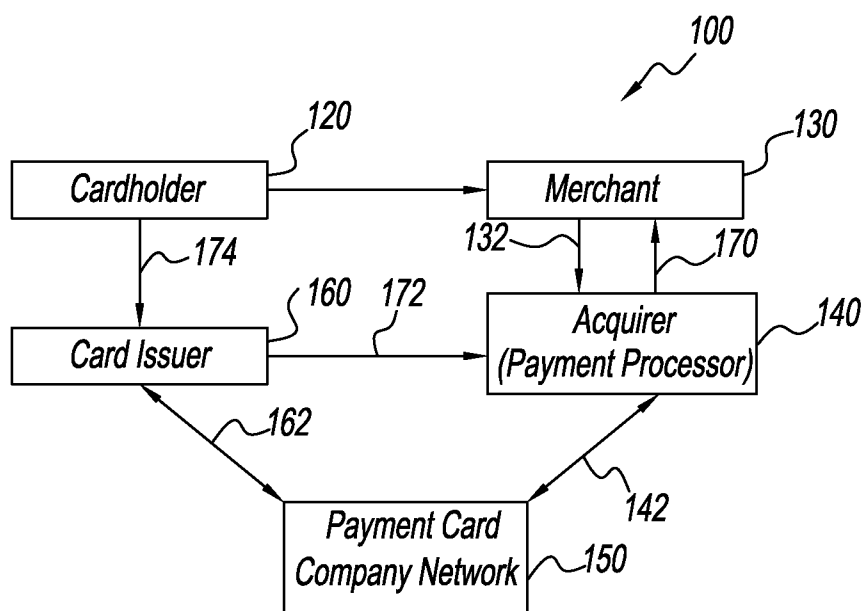 100
120
130
Cardholder
Merchant
174
132
170
160
172
140
Card Issuer
Acquirer
(Payment Processor)
162
142
Payment Card
Company Network
150